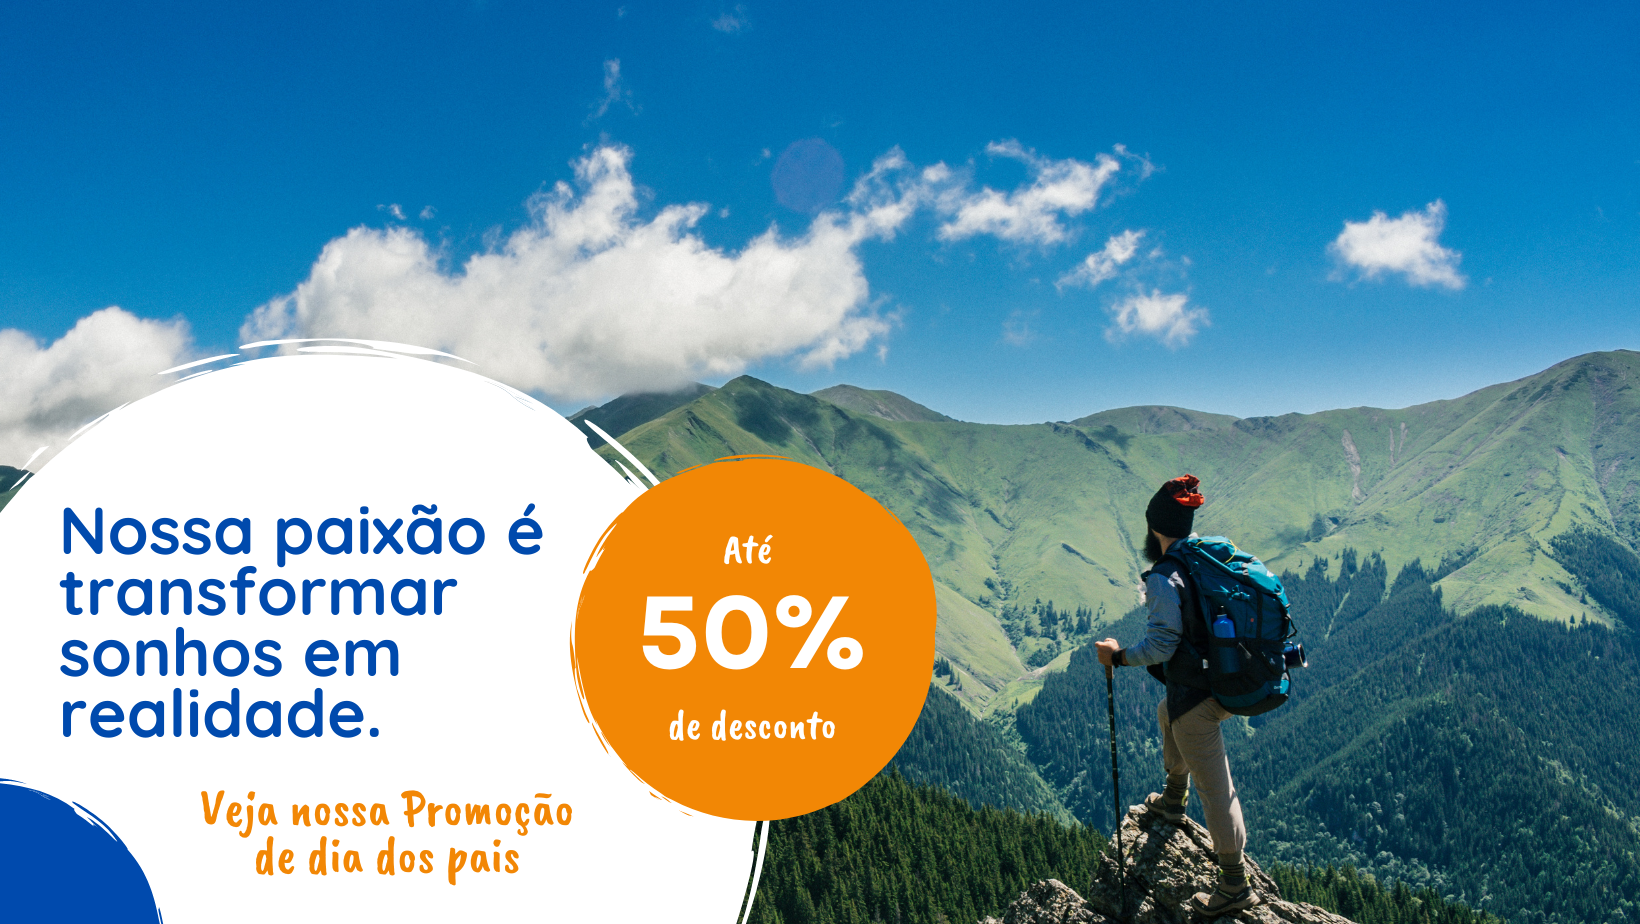 Nossa paixão é
transformar
sonhos em
realidade.
Até
50%
de desconto
Veja nossa Promoção
de dia dos pais